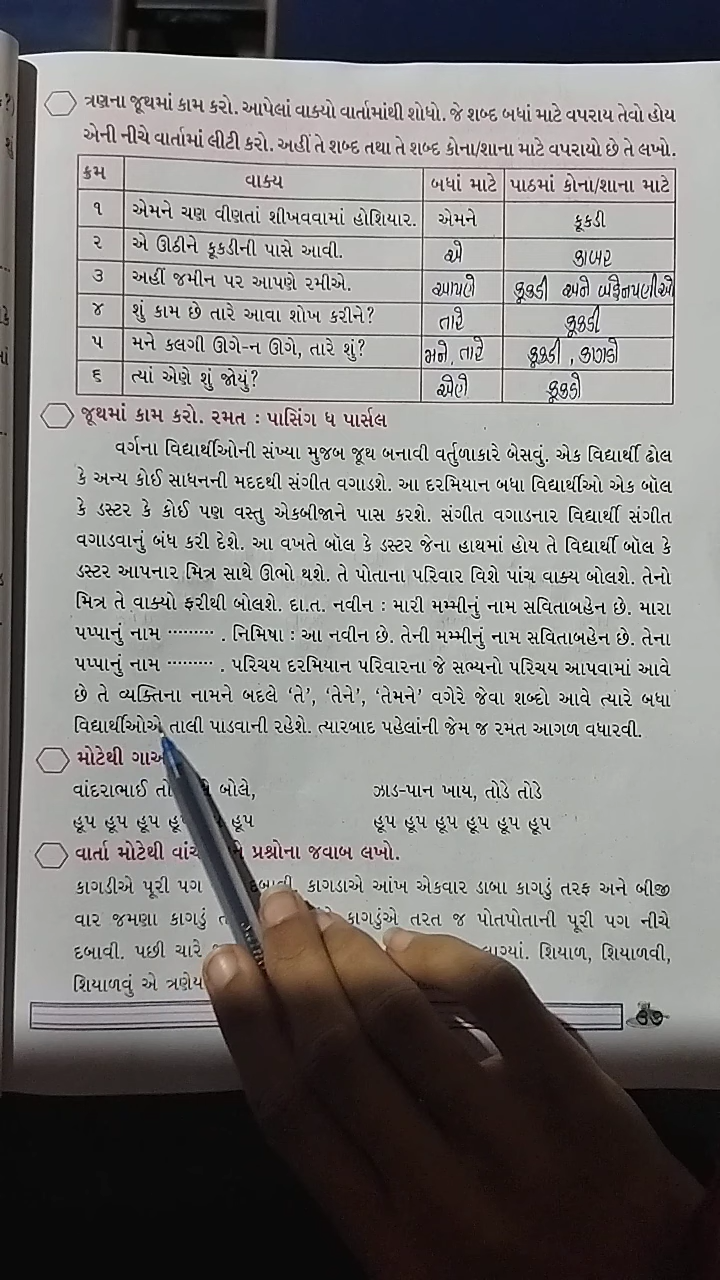 ત્રણના જૂથમાં કામ કરો. આપેલાં વાક્યો વાર્તામાંથી શોધો. જે શબ્દ બધાં માટે વપરાય તેવો હોય
એની નીચે વાર્તામાં લીટી કરો. અહીં તે શબ્દ તથા તે શબ્દ કોના/શાના માટે વપરાયો છે તે લખો.
ક્રમ વાક્ય બધાં માટે પાઠમાં કોના/શાના માટે
૧ એમને ચણ વીણતાં શીખવવામાં હોશિયાર. એમને કૂકડી
૨ એ ઊઠીને કૂકડીની પાસે આવી. એ કાબર
૩ અહીં જમીન પર આપણે રમીએ. આપણે કૂકડી અને બહેનપણીઓ
૪ શું કામ છે તારે આવા શોખ કરીને? તારે કૂકડી
૫ મને કલગી ઊગે-ન ઊગે, તારે શું? મને, તારે કૂકડી, કાગડો
૬ ત્યાં એણે શું જોયું? એણે કૂકડો
જૂથમાં કામ કરો. રમત : પાસિંગ ધ પાર્સલ
વર્ગના વિદ્યાર્થીઓની સંખ્યા મુજબ જૂથ બનાવી વર્તુળાકારે બેસવું. એક વિદ્યાર્થી ઢોલ
કે અન્ય કોઈ સાધનની મદદથી સંગીત વગાડશે. આ દરમિયાન બધા વિદ્યાર્થીઓ એક બૉલ
કે ડસ્ટર કે કોઈ પણ વસ્તુ એકબીજાને પાસ કરશે. સંગીત વગાડનાર વિદ્યાર્થી સંગીત
વગાડવાનું બંધ કરી દેશે. આ વખતે બૉલ કે ડસ્ટર જેના હાથમાં હોય તે વિદ્યાર્થી બૉલ કે
ડસ્ટર આપનાર મિત્ર સાથે ઊભો થશે. તે પોતાના પરિવાર વિશે પાંચ વાક્ય બોલશે. તેનો
મિત્ર તે વાક્યો ફરીથી બોલશે. દા.ત. નવીન : મારી મમ્મીનું નામ સવિતાબહેન છે. મારા
પપ્પાનું નામ ......... . નિમિષા : આ નવીન છે. તેની મમ્મીનું નામ સવિતાબહેન છે. તેના
પપ્પાનું નામ ......... . પરિચય દરમિયાન પરિવારના જે સભ્યનો પરિચય આપવામાં આવે
છે તે વ્યક્તિના નામને બદલે ‘તે’, ‘તેને’, ‘તેમને’ વગેરે જેવા શબ્દો આવે ત્યારે બધા
વિદ્યાર્થીઓએ તાલી પાડવાની રહેશે. ત્યારબાદ પહેલાંની જેમ જ રમત આગળ વધારવી.
મોટેથી
વાંદરાભાઈ બોલે, ઝાડ-પાન ખાય, તોડે તોડે
હૂપ હૂપ હૂપ હૂપ હૂપ હૂપ હૂપ હૂપ હૂપ હૂપ
વાર્તા મોટેથી પ્રશ્નોના જવાબ લખો.
કાગડીએ પૂરી પગ દબાવી. કાગડાએ આંખ એકવાર ડાબા કાગડું તરફ અને બીજી
વાર જમણા કાગડું કાગડુંએ તરત જ પોતપોતાની પૂરી પગ નીચે
દબાવી. પછી ચારે લાગ્યાં. શિયાળ, શિયાળવી,
શિયાળવું એ ત્રણેય
૩૭